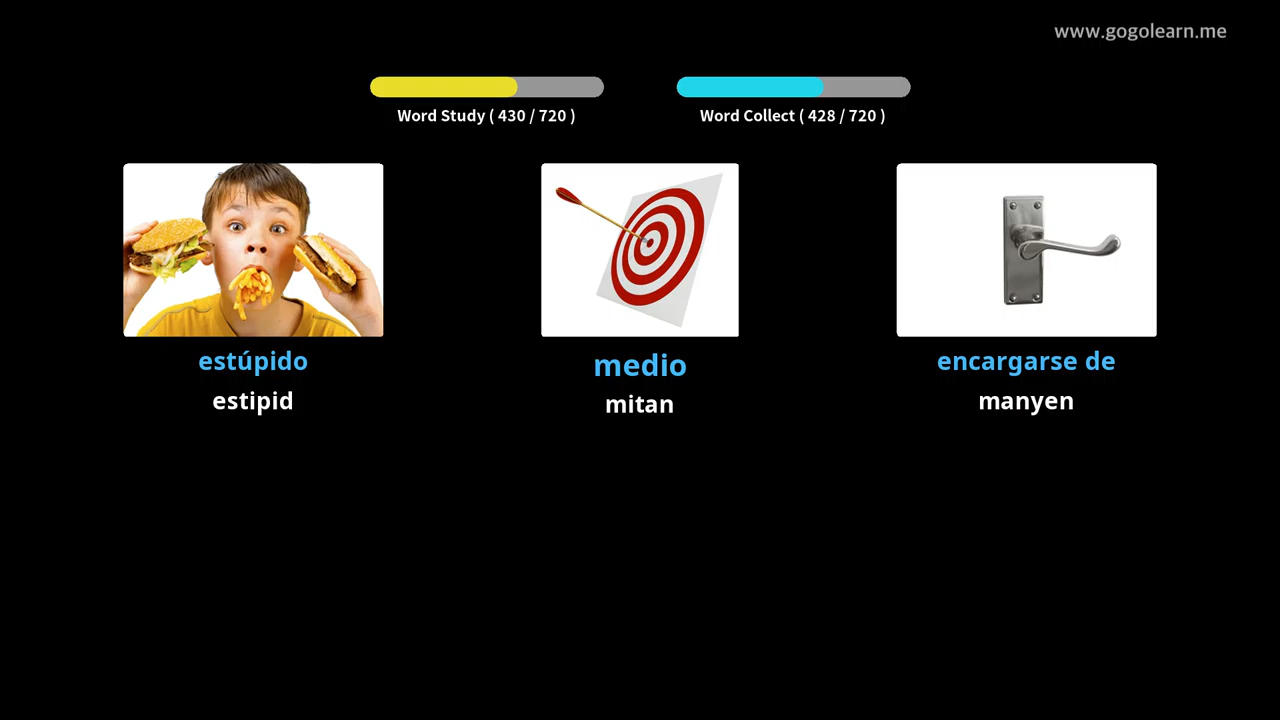 www.gogolearn.me
Word Study ( 430 / 720 )
Word Collect ( 428 / 720 )
estúpido
estipid
medio
mitan
encargarse de
manyen